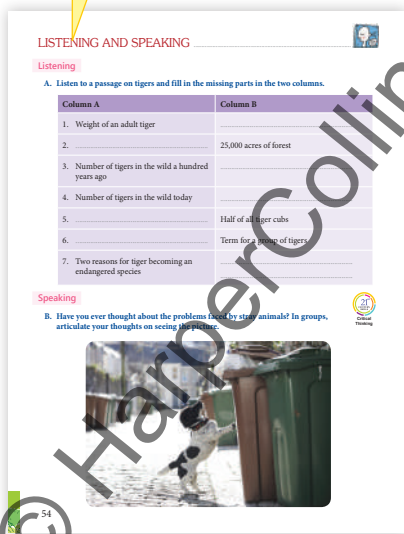 LISTENING AND SPEAKING
Listening
A. Listen to a passage on tigers and fill in the missing parts in the two columns.
Column A Column B
1. Weight of an adult tiger
2. 25,000 acres of forest
3. Number of tigers in the wild a hundred
years ago
4. Number of tigers in the wild today
5. Half of all tiger cubs
6. Term for a group of tigers
7. Two reasons for tiger becoming an
endangered species
Speaking
B. Have you ever thought about the problems faced by stray animals? In groups,
articulate your thoughts on seeing the picture.
Critical
Thinking
54
© HarperCollin